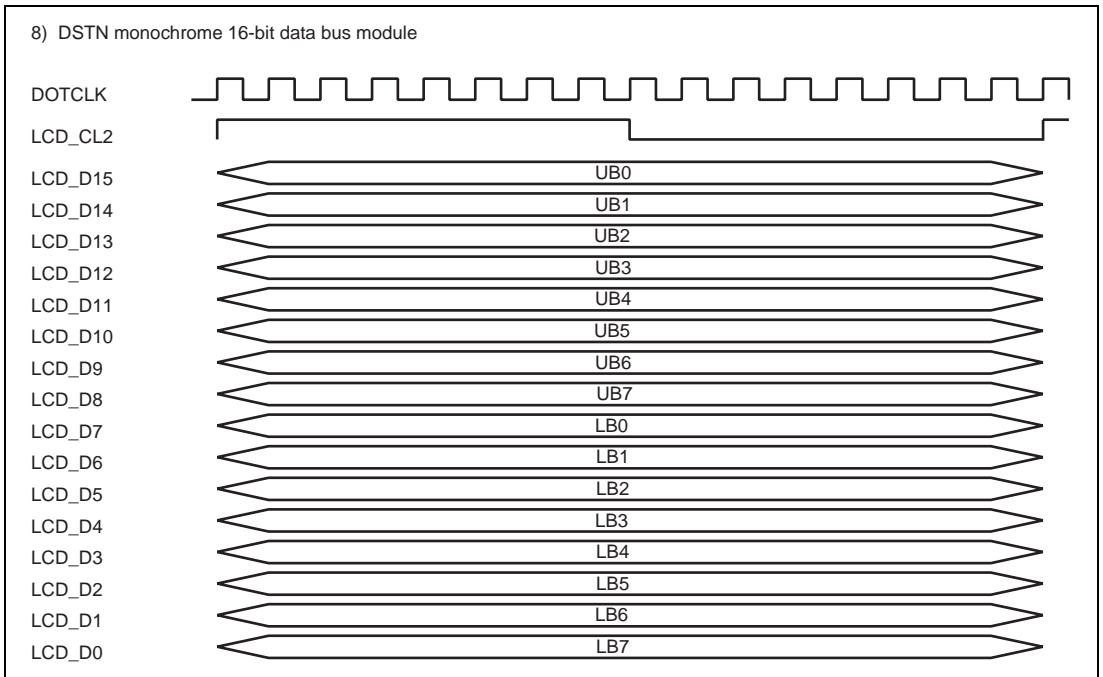 8) DSTN monochrome 16-bit data bus module
DOTCLK
LCD_CL2
LCD_D15 UB0
LCD_D14 UB1
LCD_D13 UB2
LCD_D12 UB3
LCD_D11 UB4
LCD_D10 UB5
LCD_D9 UB6
LCD_D8 UB7
LCD_D7 LB0
LCD_D6 LB1
LCD_D5 LB2
LCD_D4 LB3
LCD_D3 LB4
LCD_D2 LB5
LCD_D1 LB6
LCD_D0 LB7